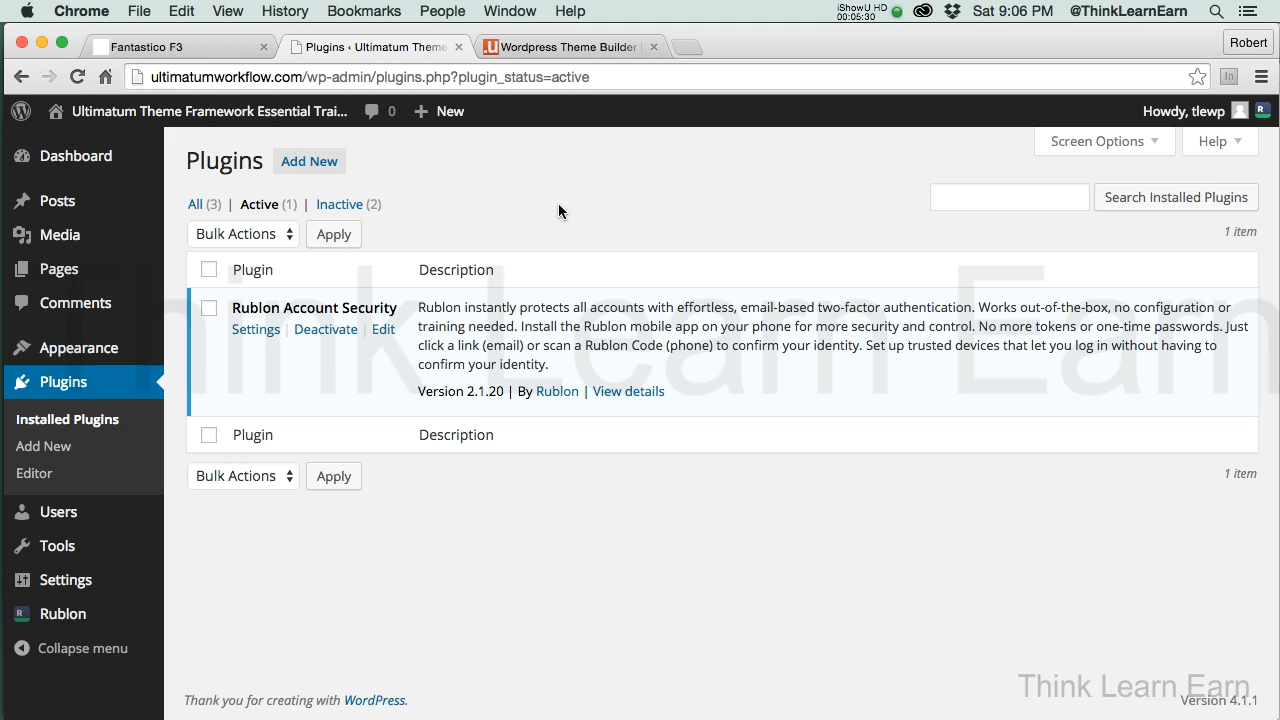 Chrome File Edit View History Bookmarks People Window Help
iShowU HD
00:05:30
Sat 9:06 PM @ThinkLearnEarn
Fantastico F3
Plugins ‹ Ultimatum Theme
Wordpress Theme Builder
Robert
ultimatumworkflow.com/wp-admin/plugins.php?plugin_status=active
Ultimatum Theme Framework Essential Trai... 0 New
Howdy, tlewp
Dashboard
Posts
Media
Pages
Comments
Appearance
Plugins
Installed Plugins
Add New
Editor
Users
Tools
Settings
Rublon
Collapse menu
Screen Options Help
Plugins Add New
All (3) | Active (1) | Inactive (2)
Search Installed Plugins
Bulk Actions Apply
1 item
Plugin Description
Rublon Account Security
Settings | Deactivate | Edit
Rublon instantly protects all accounts with effortless, email-based two-factor authentication. Works out-of-the-box, no configuration or
training needed. Install the Rublon mobile app on your phone for more security and control. No more tokens or one-time passwords. Just
click a link (email) or scan a Rublon Code (phone) to confirm your identity. Set up trusted devices that let you log in without having to
confirm your identity.
Version 2.1.20 | By Rublon | View details
Plugin Description
Bulk Actions Apply
1 item
Think Learn Earn
Thank you for creating with WordPress.
Version 4.1.1
Think Learn Earn